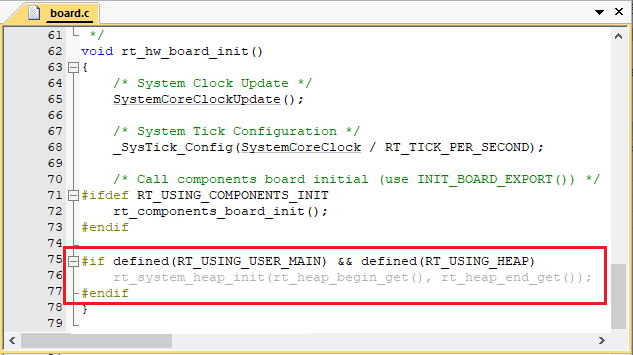 board.c
61 */
62 void rt_hw_board_init()
63 {
64     /* System Clock Update */
65     SystemCoreClockUpdate();
66
67     /* System Tick Configuration */
68     _SysTick_Config(SystemCoreClock / RT_TICK_PER_SECOND);
69
70     /* Call components board initial (use INIT_BOARD_EXPORT()) */
71 #ifdef RT_USING_COMPONENTS_INIT
72     rt_components_board_init();
73 #endif
74
75 #if defined(RT_USING_USER_MAIN) && defined(RT_USING_HEAP)
76     rt_system_heap_init(rt_heap_begin_get(), rt_heap_end_get());
77 #endif
78 }
79